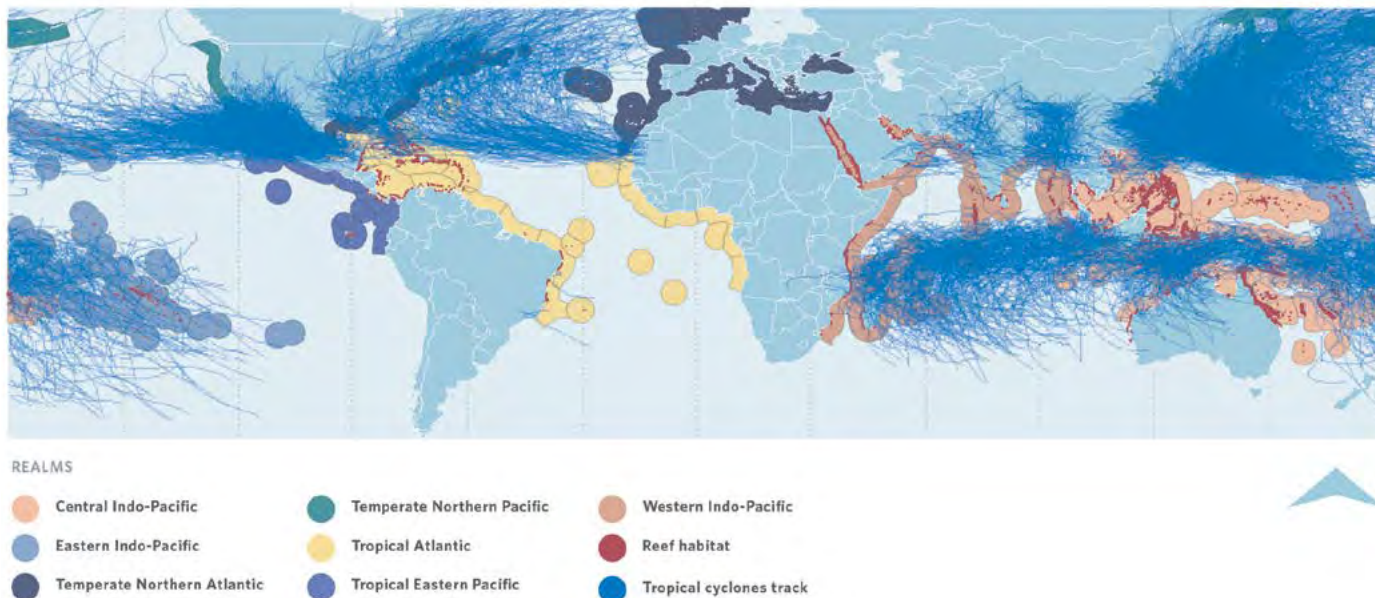 REALMS
Central Indo-Pacific
Temperate Northern Pacific
Western Indo-Pacific
Eastern Indo-Pacific
Tropical Atlantic
Reef habitat
Temperate Northern Atlantic
Tropical Eastern Pacific
Tropical cyclones track